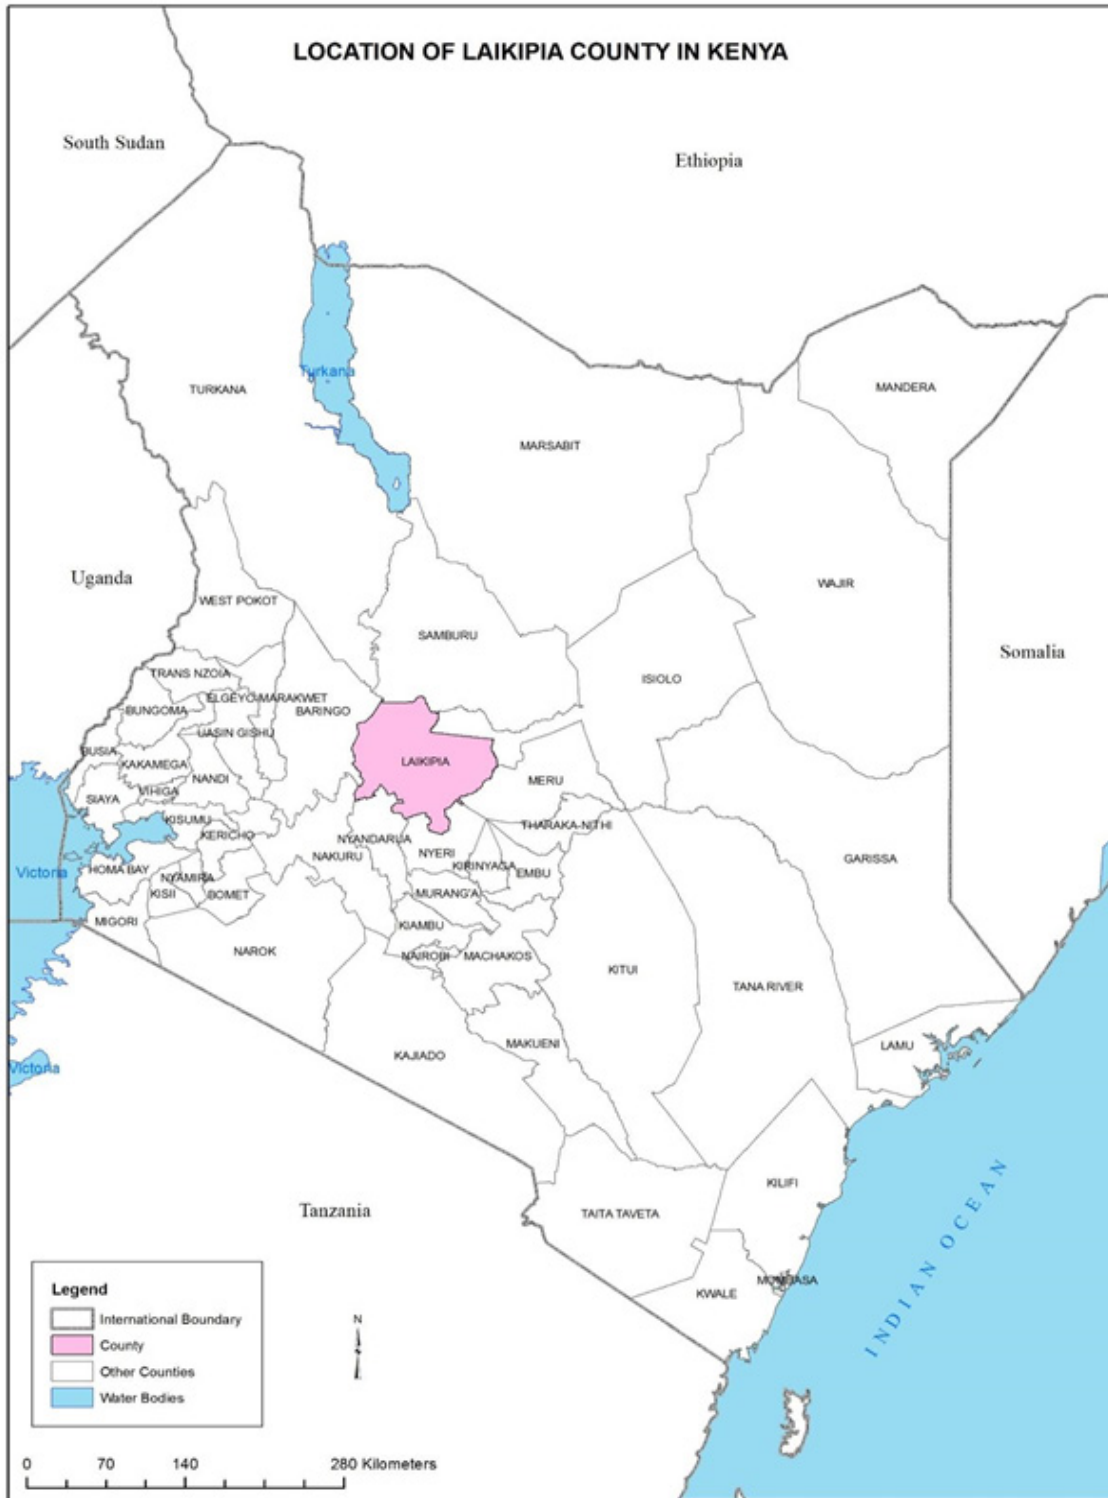 LOCATION OF LAIKIPIA COUNTY IN KENYA
South Sudan
Ethiopia
Turkana
TURKANA
MANDERA
MARSABIT
Uganda
WAJIR
WEST POKOT
SAMBURU
Somalia
TRANS NZOIA
ISIOLO
ELGEYO-MARAKWET
BUNGOMA
BARINGO
UASIN GISHU
BUSIA
KAKAMEGA
LAIKIPIA
NANDI
MERU
VIHIGA
SIAYA
KISUMU
THARAKA-NITHI
KERICHO
NYANDARUA
NYERI
NAKURU
GARISSA
KIRINYAGA
HOMA BAY
Victoria
EMBU
NYAMIRA
KISII
BOMET
MURANG'A
MIGORI
KIAMBU
NAROK
NAIROBI
MACHAKOS
KITUI
TANA RIVER
MAKUENI
LAMU
KAJIADO
Victoria
KILIFI
Tanzania
TAITA TAVETA
INDIAN OCEAN
MOMBASA
KWALE
Legend
International Boundary
County
Other Counties
Water Bodies
N
0 70 140 280 Kilometers